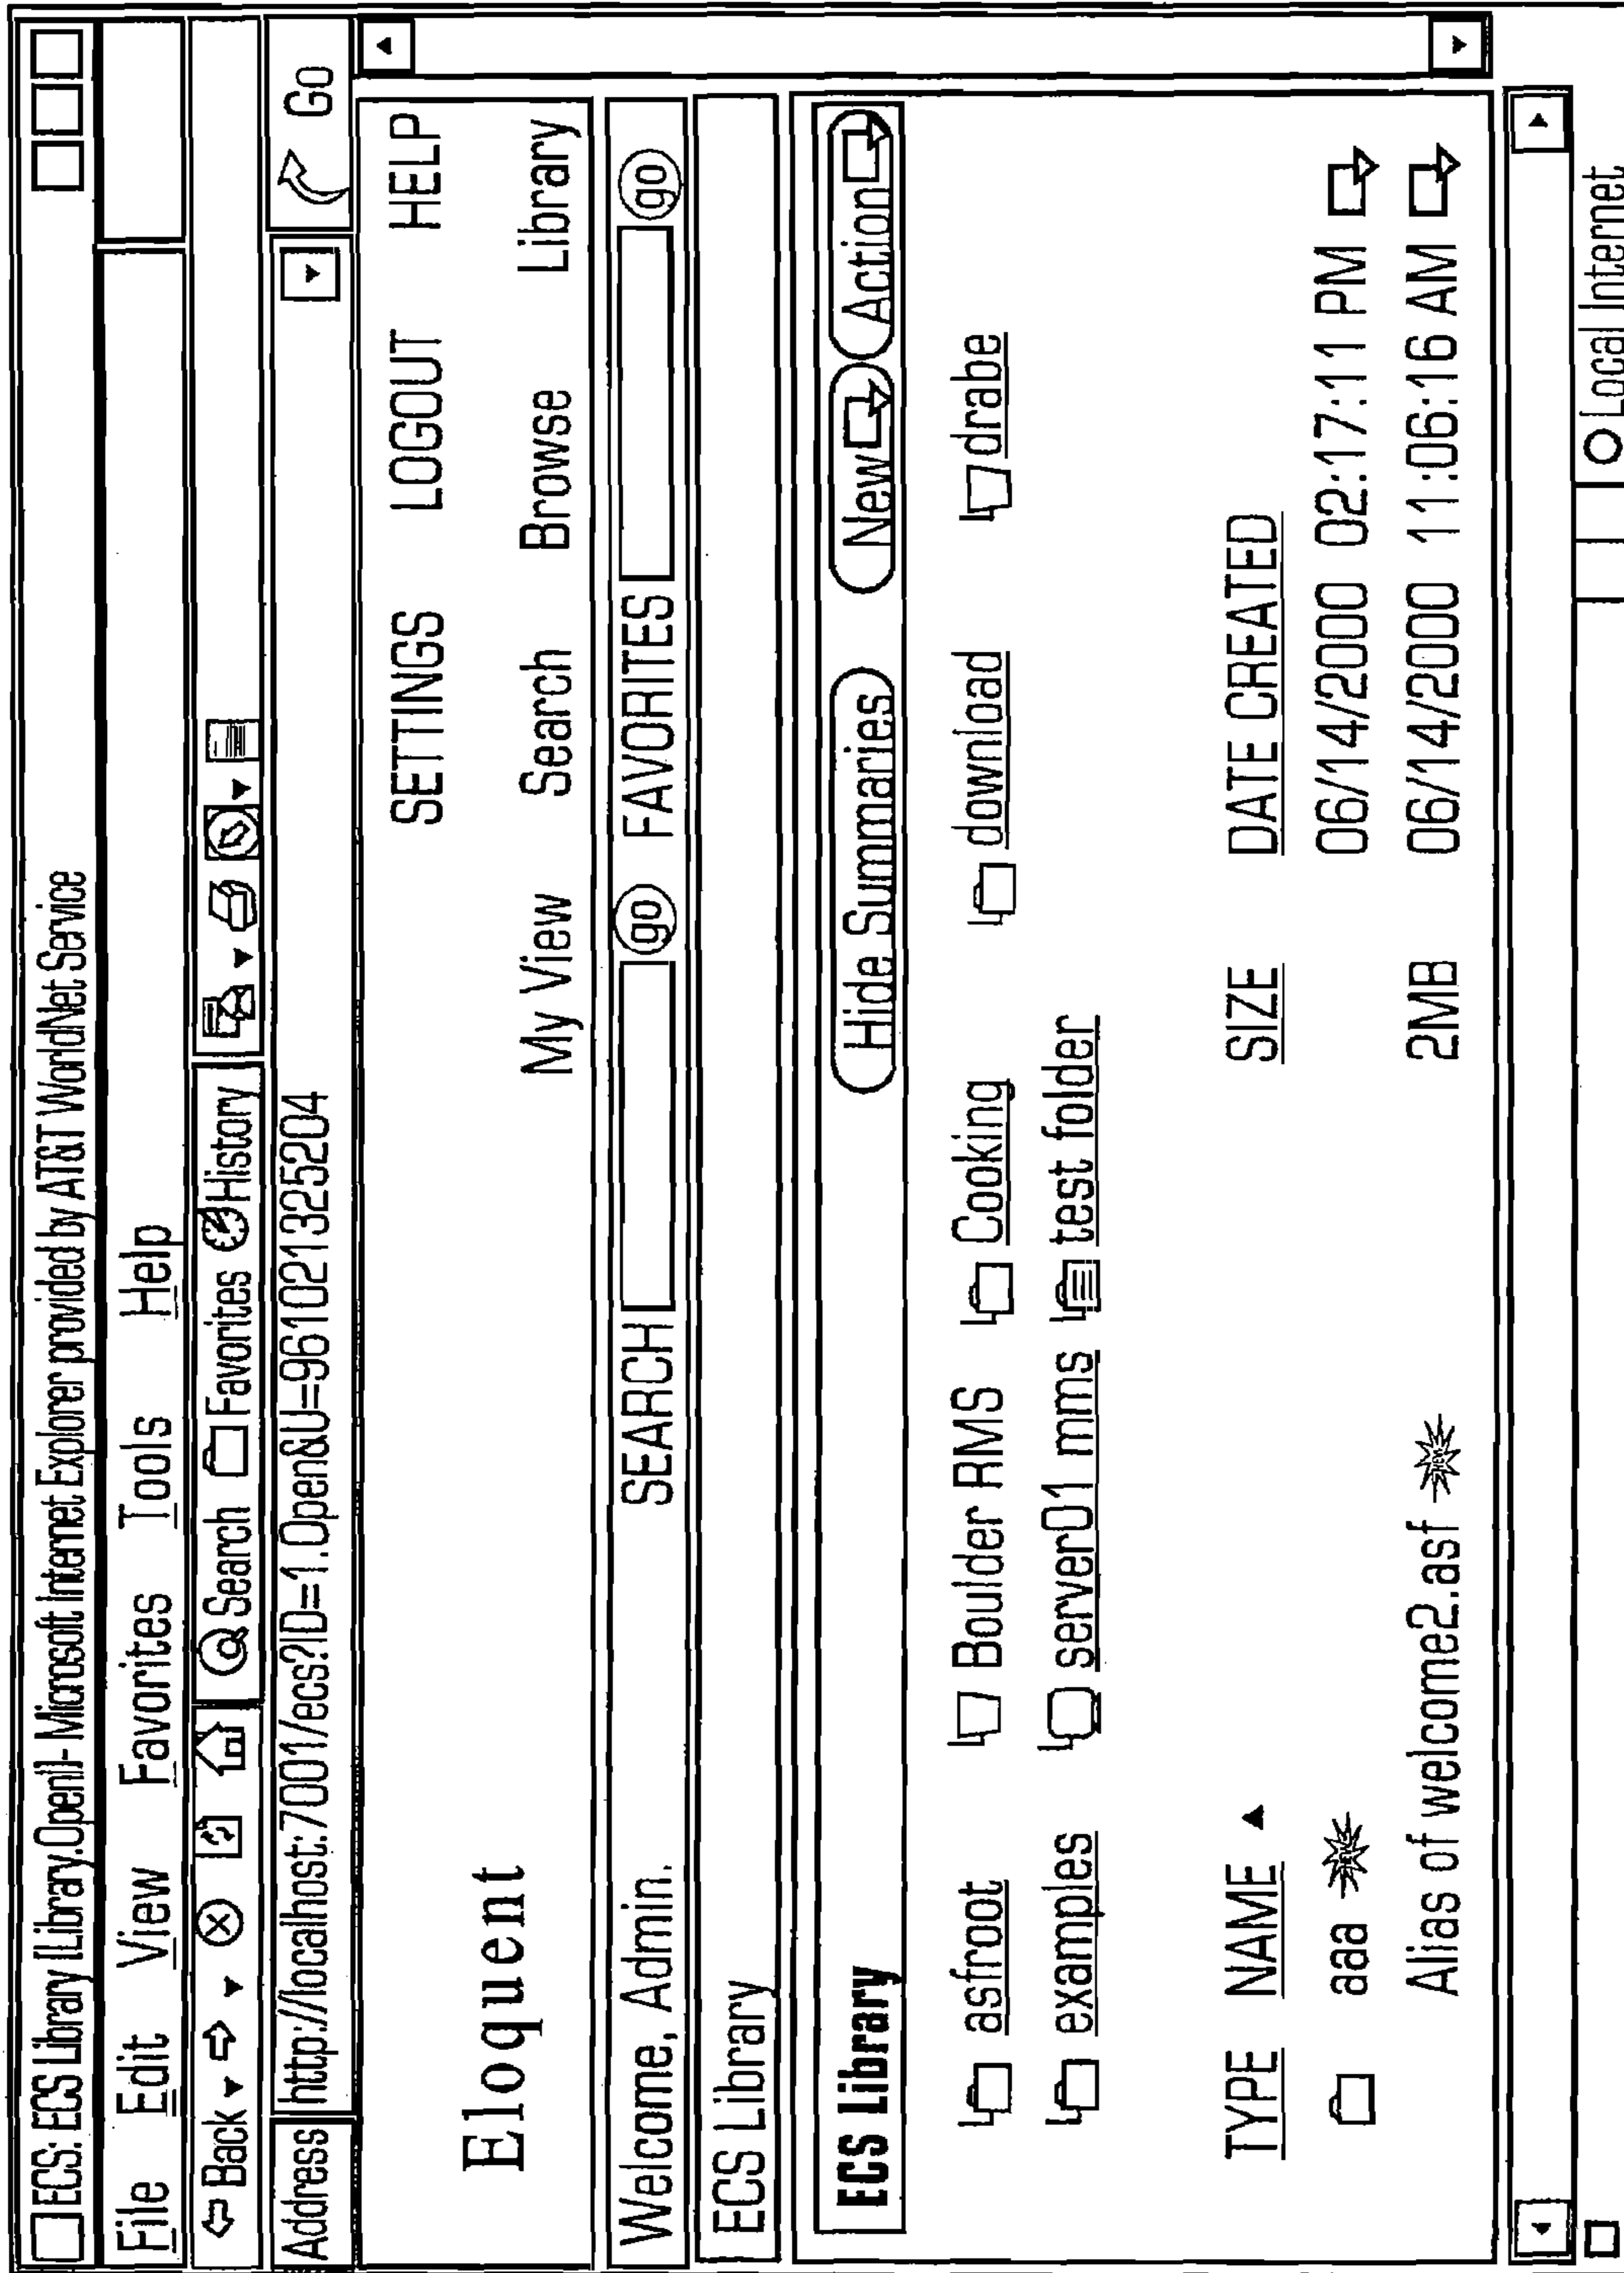 ECS: ECS Library [Library.Open]]- Microsoft Internet Explorer provided by AT&T WorldNet Service
File Edit View Favorites Tools Help
Back Search Favorites History
Address http://localhost:7001/ecs?ID=1.Open&U=961021325204 Go
SETTINGS LOGOUT HELP
Eloquent
My View Search Browse Library
Welcome, Admin. SEARCH go FAVORITES go
ECS Library
ECS Library Hide Summaries New Action
asfroot Boulder RMS Cooking download drabe
examples server01 mms test folder
TYPE NAME SIZE DATE CREATED
aaa 06/14/2000 02:17:11 PM
Alias of welcome2.asf 2MB 06/14/2000 11:06:16 AM
Local Internet